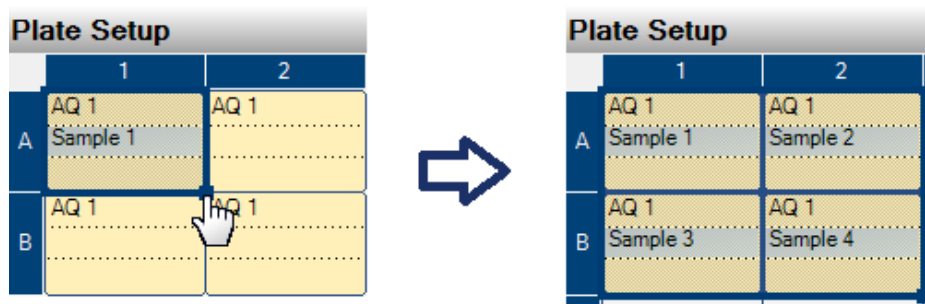 Plate Setup
1 2
AQ 1 AQ 1
A Sample 1
AQ 1 AQ 1
B
Plate Setup
1 2
AQ 1 AQ 1
A Sample 1 Sample 2
AQ 1 AQ 1
B Sample 3 Sample 4